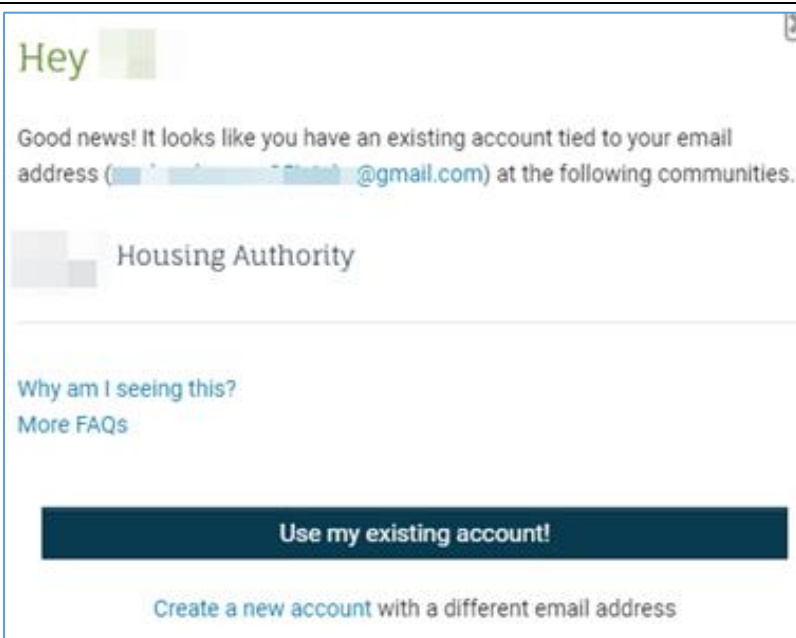 Hey
Good news! It looks like you have an existing account tied to your email
address ( @gmail.com) at the following communities.
Housing Authority
Why am I seeing this?
More FAQs
Use my existing account!
Create a new account with a different email address